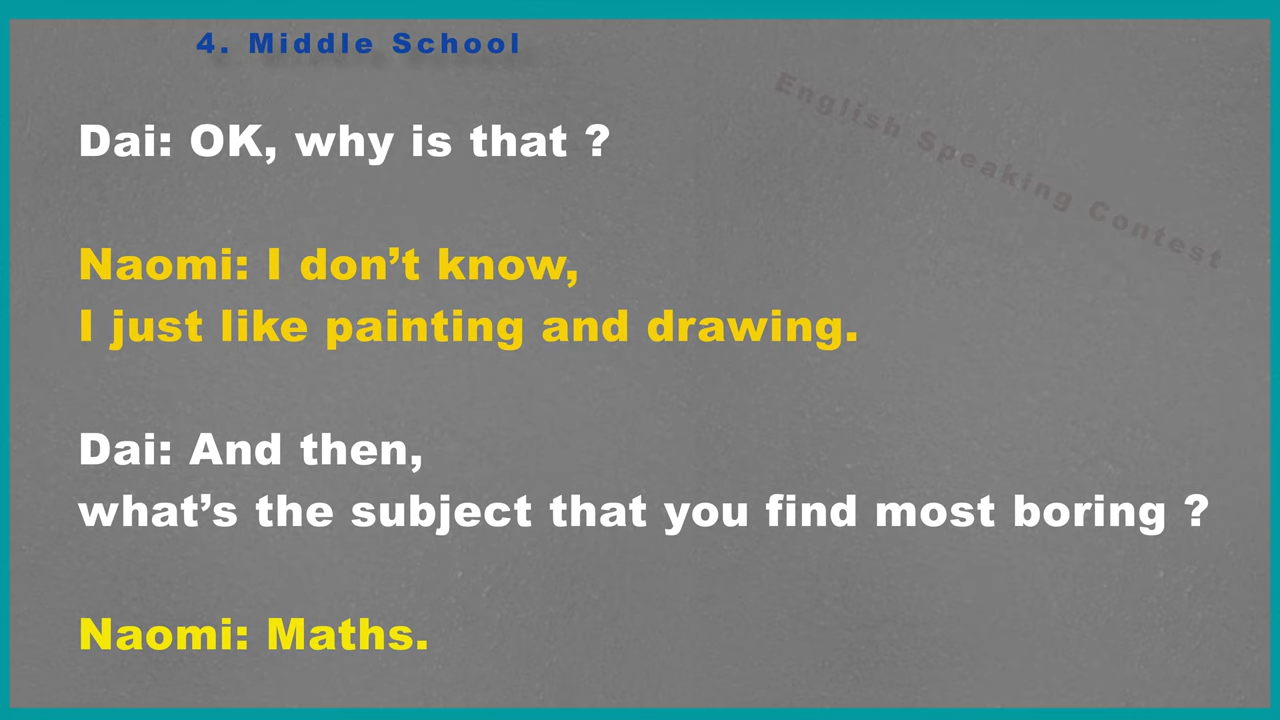 4. Middle School
English Speaking Contest
Dai: OK, why is that ?
Naomi: I don’t know,
I just like painting and drawing.
Dai: And then,
what’s the subject that you find most boring ?
Naomi: Maths.